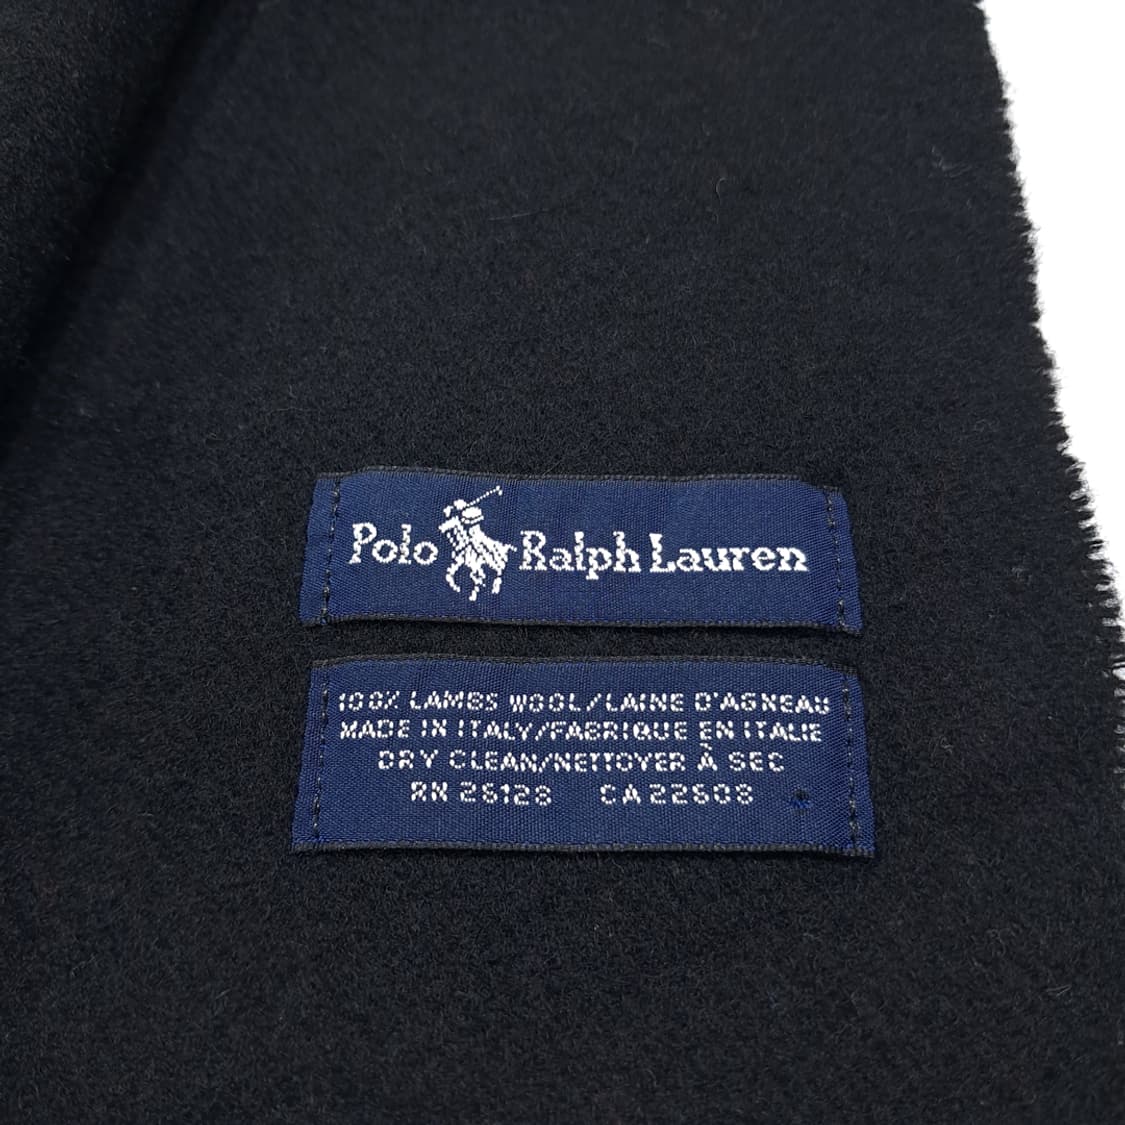 Polo Ralph Lauren
100% LAMBS WOOL/LAINE D'AGNEAU
MADE IN ITALY/FABRIQUE EN ITALIE
DRY CLEAN/NETTOYER À SEC
RN 26128 CA 22608